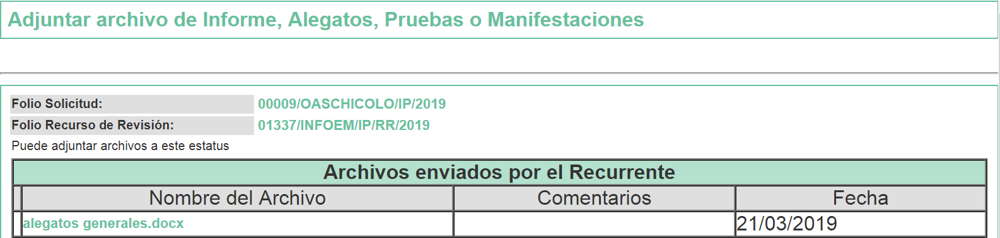 Adjuntar archivo de Informe, Alegatos, Pruebas o Manifestaciones
Folio Solicitud: 00009/OASCHICOLO/IP/2019
Folio Recurso de Revisión: 01337/INFOEM/IP/RR/2019
Puede adjuntar archivos a este estatus
Archivos enviados por el Recurrente
Nombre del Archivo Comentarios Fecha
alegatos generales.docx 21/03/2019